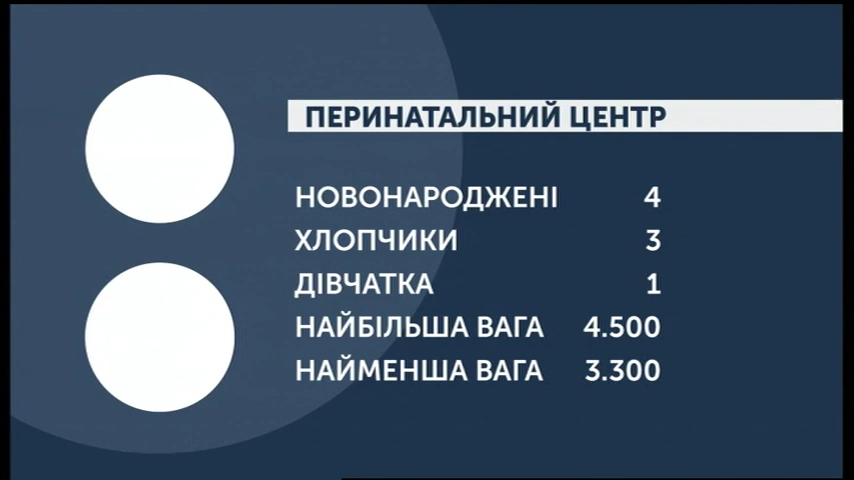 ПЕРИНАТАЛЬНИЙ ЦЕНТР
НОВОНАРОДЖЕНІ 4
ХЛОПЧИКИ 3
ДІВЧАТКА 1
НАЙБІЛЬША ВАГА 4.500
НАЙМЕНША ВАГА 3.300